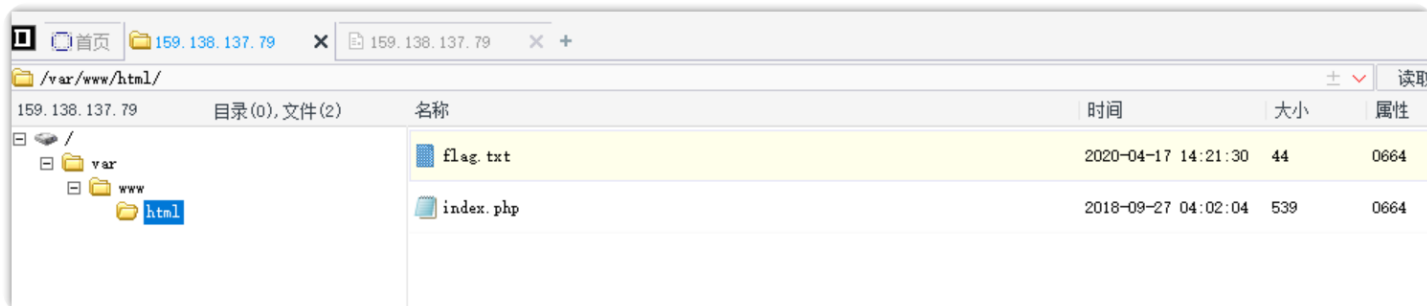 首页 159.138.137.79 159.138.137.79
/var/www/html/ 读取
159.138.137.79 目录(0),文件(2) 名称 时间 大小 属性
/
var
www
html
flag.txt 2020-04-17 14:21:30 44 0664
index.php 2018-09-27 04:02:04 539 0664